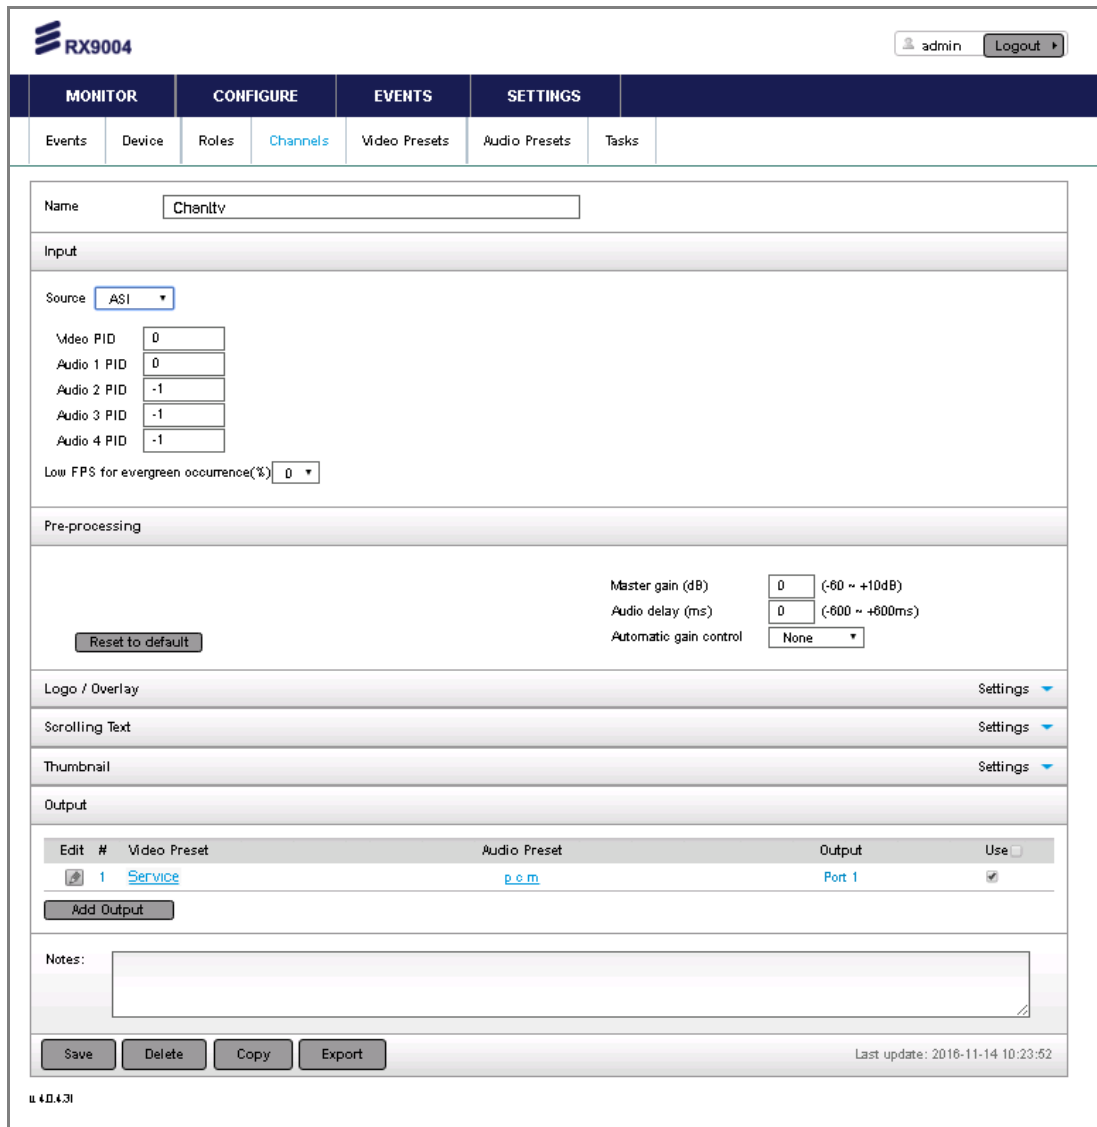 RX9004
admin Logout
MONITOR CONFIGURE EVENTS SETTINGS
Events Device Roles Channels Video Presets Audio Presets Tasks
Name Chanltv
Input
Source ASI
Video PID 0
Audio 1 PID 0
Audio 2 PID -1
Audio 3 PID -1
Audio 4 PID -1
Low FPS for evergreen occurrence(%) 0
Pre-processing
Master gain (dB) 0 (-60 ~ +10dB)
Audio delay (ms) 0 (-600 ~ +600ms)
Reset to default Automatic gain control None
Logo / Overlay Settings
Scrolling Text Settings
Thumbnail Settings
Output
Edit # Video Preset Audio Preset Output Use
1 Service p c m Port 1
Add Output
Notes:
Save Delete Copy Export Last update: 2016-11-14 10:23:52